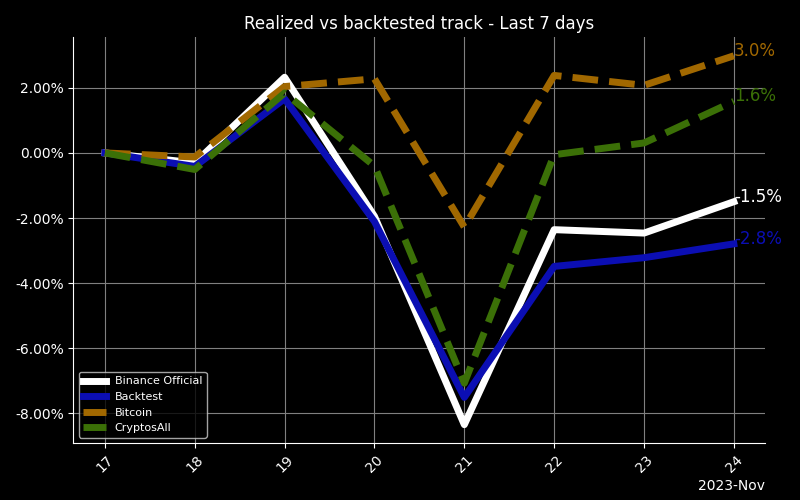 Realized vs backtested track - Last 7 days
3.0%
2.00%
1.6%
0.00%
-1.5%
-2.00%
-2.8%
-4.00%
-6.00%
-8.00%
Binance Official
Backtest
Bitcoin
CryptosAll
17 18 19 20 21 22 23 24
2023-Nov